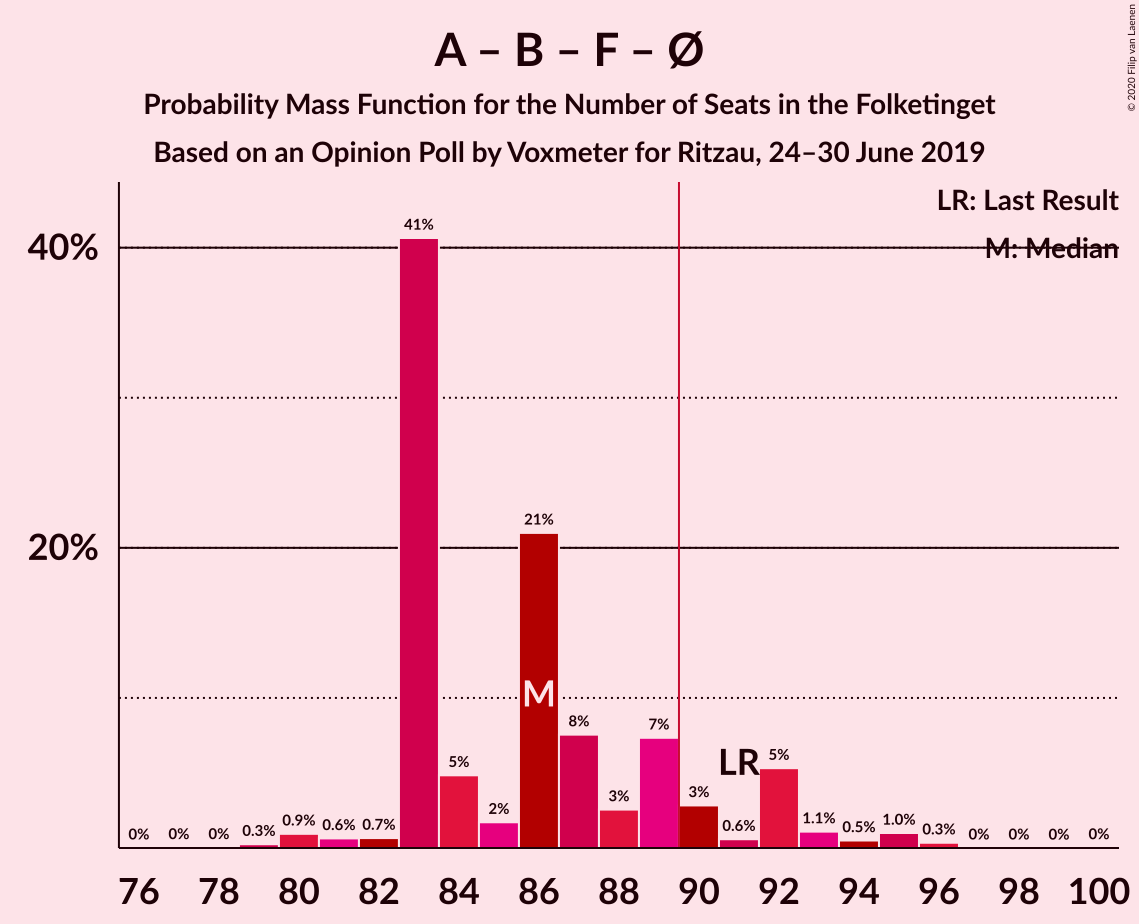 A – B – F – Ø
Probability Mass Function for the Number of Seats in the Folketinget
Based on an Opinion Poll by Voxmeter for Ritzau, 24–30 June 2019
© 2020 Filip van Laenen
LR: Last Result
M: Median
40%
20%
0% 0% 0% 0.3% 0.9% 0.6% 0.7% 41% 5% 2% 21% 8% 3% 7% 3% 0.6% 5% 1.1% 0.5% 1.0% 0.3% 0% 0% 0% 0%
M
LR
76 78 80 82 84 86 88 90 92 94 96 98 100